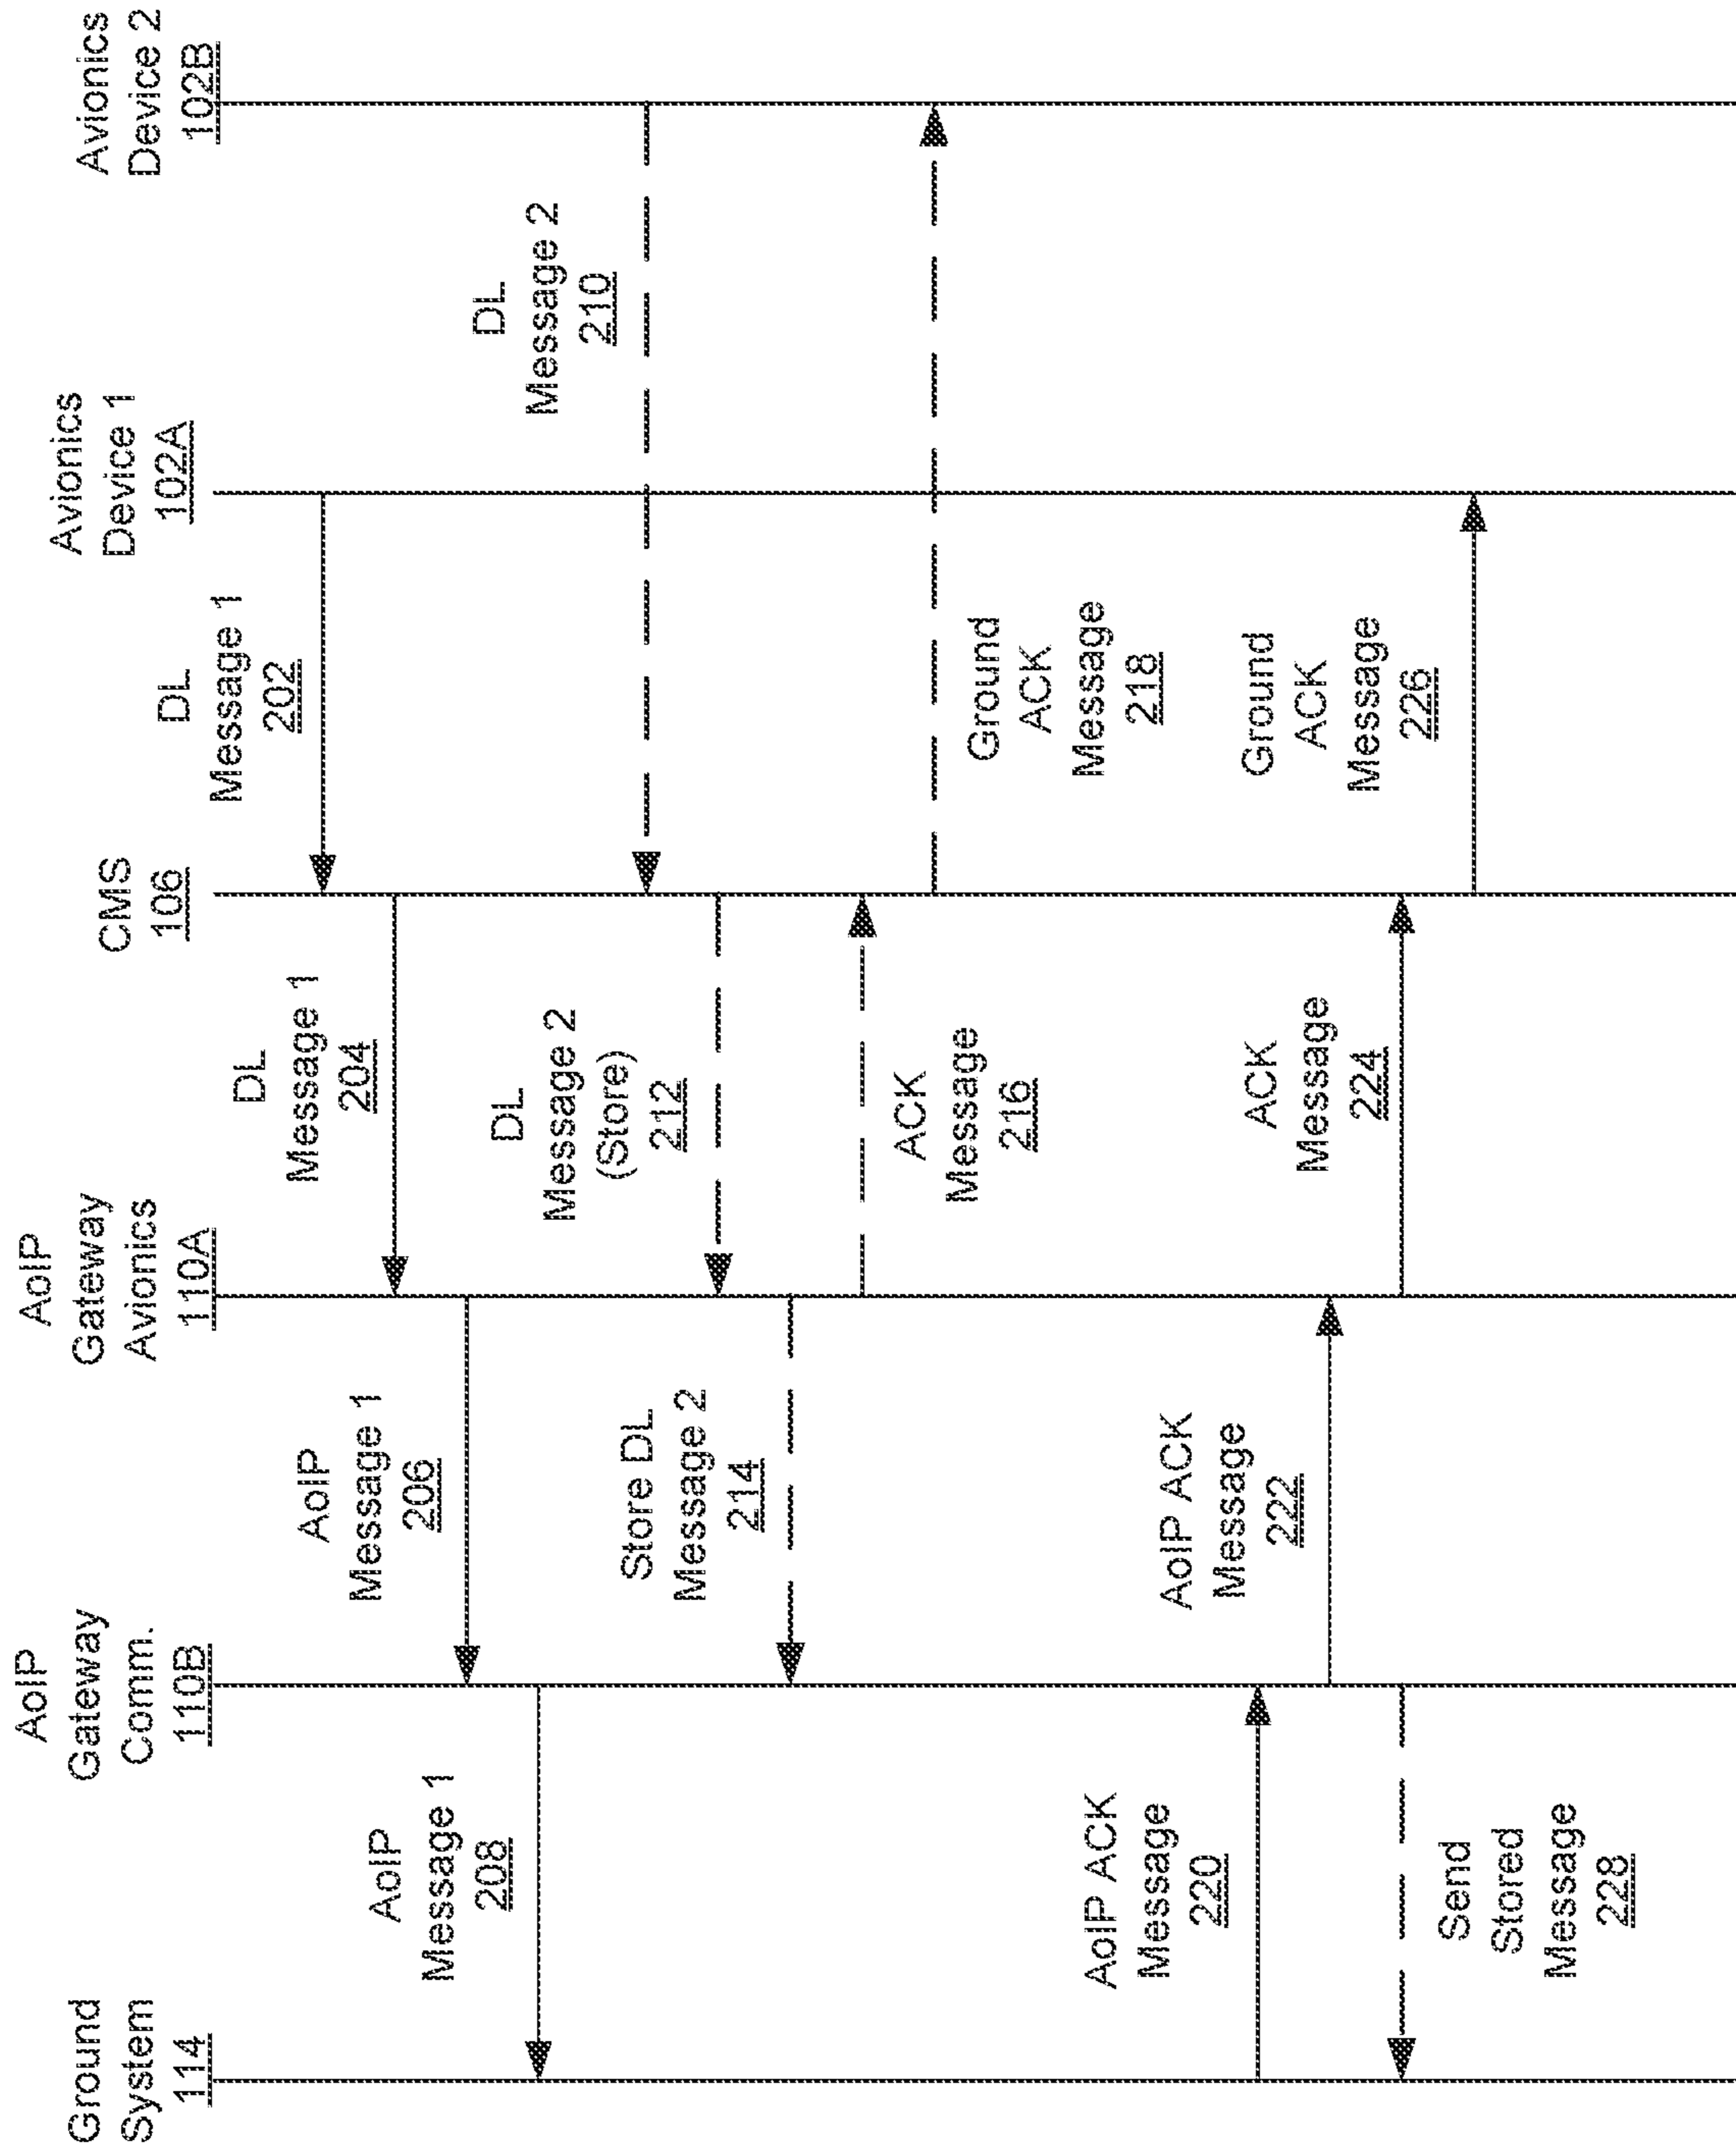 Ground
System
114
AoIP
Gateway
Comm.
110B
AoIP
Gateway
Avionics
110A
CMS
106
Avionics
Device 1
102A
Avionics
Device 2
102B
DL
Message 1
202
DL
Message 1
204
AoIP
Message 1
206
AoIP
Message 1
208
DL
Message 2
210
DL
Message 2
(Store)
212
Store DL
Message 2
214
ACK
Message
216
Ground
ACK
Message
218
AoIP ACK
Message
220
AoIP ACK
Message
222
ACK
Message
224
Ground
ACK
Message
226
Send
Stored
Message
228